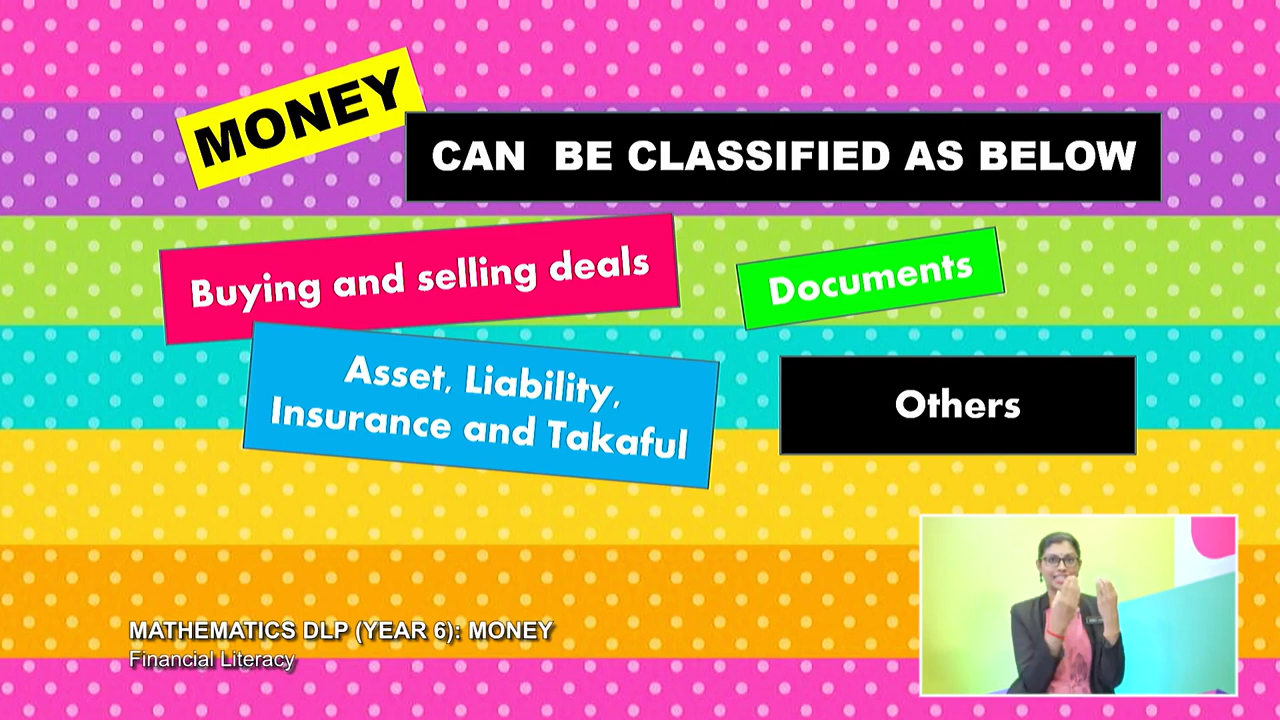 MONEY
CAN BE CLASSIFIED AS BELOW
Buying and selling deals
Documents
Asset, Liability,
Insurance and Takaful
Others
MATHEMATICS DLP (YEAR 6): MONEY
Financial Literacy